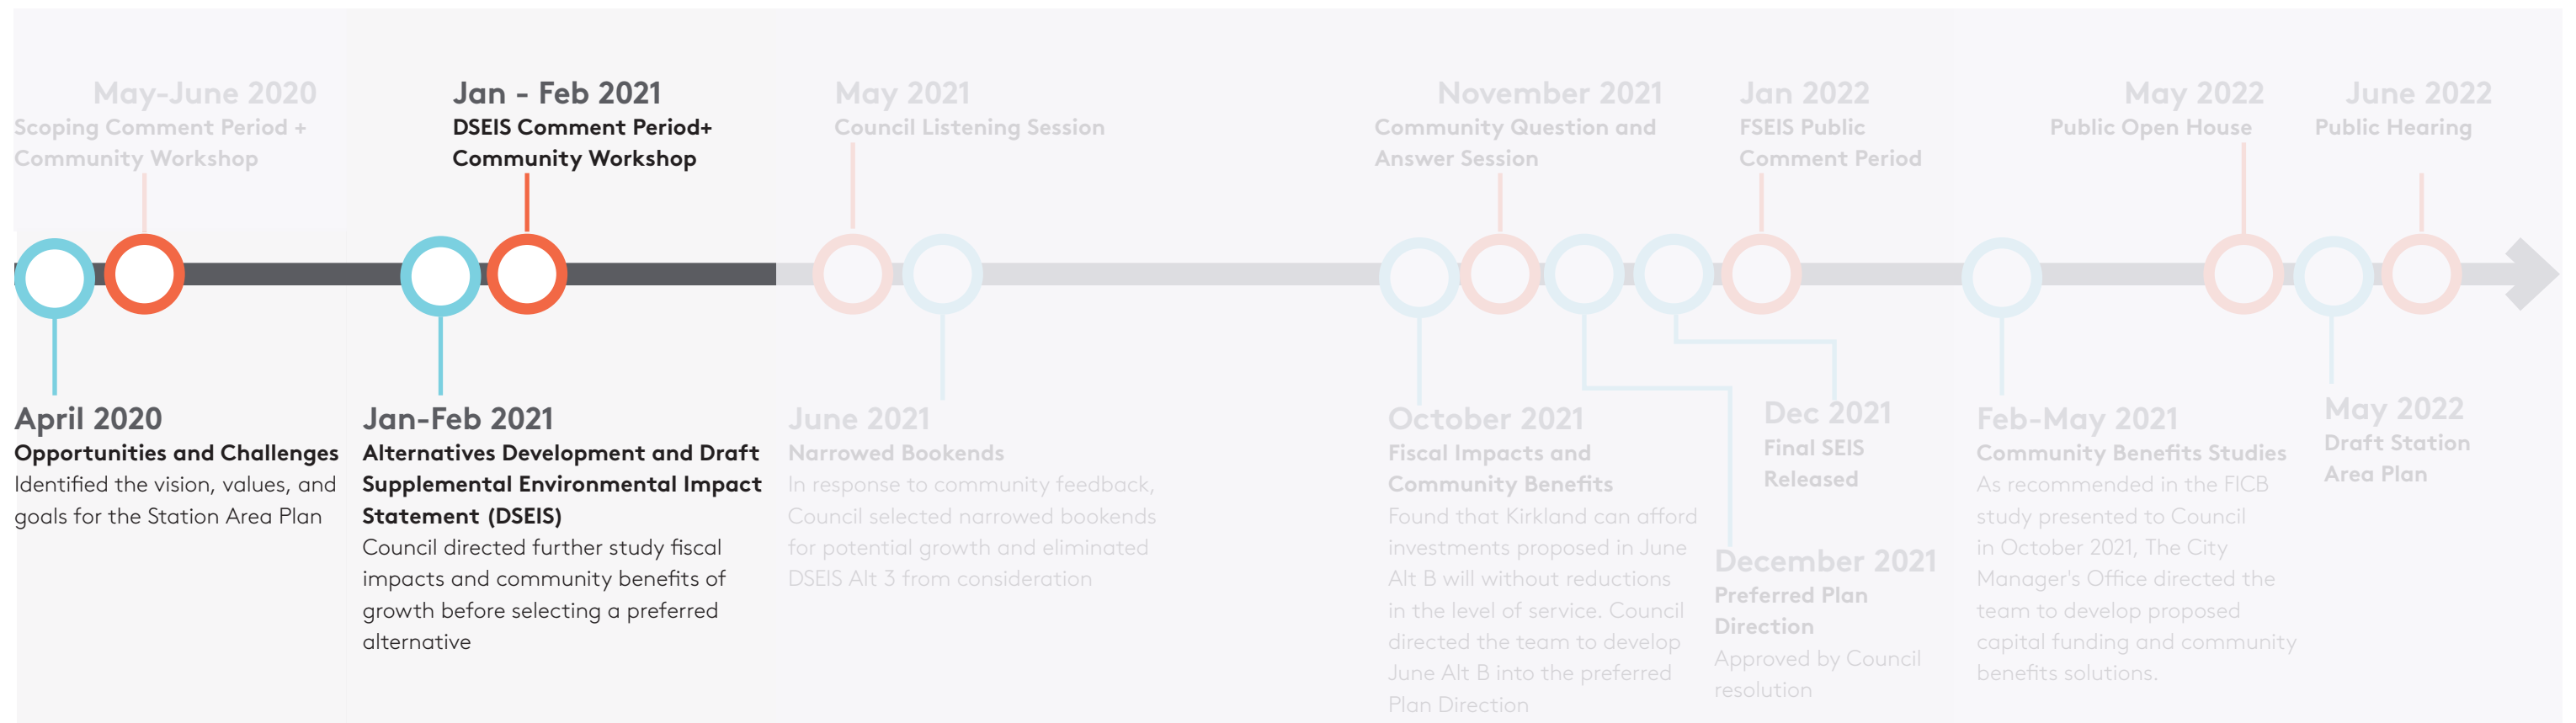 May-June 2020
Scoping Comment Period +
Community Workshop
Jan - Feb 2021
DSEIS Comment Period+
Community Workshop
May 2021
Council Listening Session
November 2021
Community Question and
Answer Session
Jan 2022
FSEIS Public
Comment Period
May 2022
Public Open House
June 2022
Public Hearing
April 2020
Opportunities and Challenges
Identified the vision, values, and
goals for the Station Area Plan
Jan-Feb 2021
Alternatives Development and Draft
Supplemental Environmental Impact
Statement (DSEIS)
Council directed further study fiscal
impacts and community benefits of
growth before selecting a preferred
alternative
June 2021
Narrowed Bookends
In response to community feedback,
Council selected narrowed bookends
for potential growth and eliminated
DSEIS Alt 3 from consideration
October 2021
Fiscal Impacts and
Community Benefits
Found that Kirkland can afford
investments proposed in June
Alt B will without reductions
in the level of service. Council
directed the team to develop
June Alt B into the preferred
Plan Direction
December 2021
Preferred Plan
Direction
Approved by Council
resolution
Dec 2021
Final SEIS
Released
Feb-May 2021
Community Benefits Studies
As recommended in the FICB
study presented to Council
in October 2021, The City
Manager's Office directed the
team to develop proposed
capital funding and community
benefits solutions.
May 2022
Draft Station
Area Plan